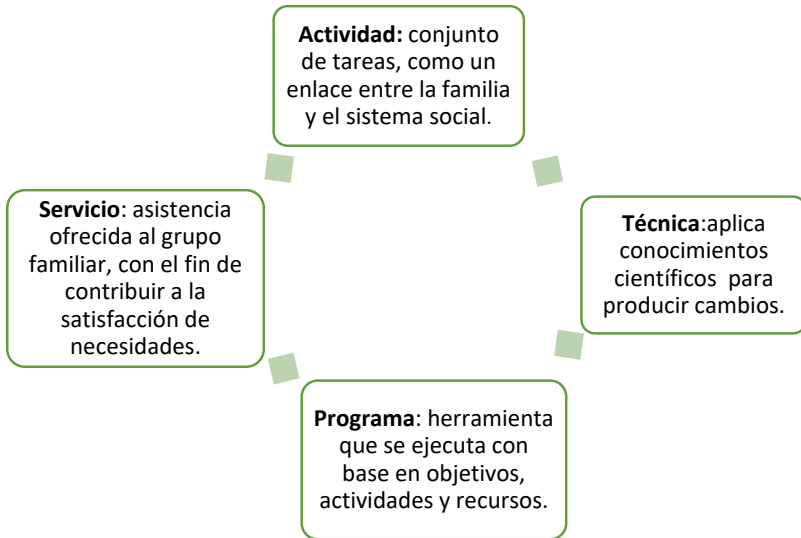 Actividad: conjunto
de tareas, como un
enlace entre la familia
y el sistema social.
Técnica:aplica
conocimientos
científicos para
producir cambios.
Programa: herramienta
que se ejecuta con
base en objetivos,
actividades y recursos.
Servicio: asistencia
ofrecida al grupo
familiar, con el fin de
contribuir a la
satisfacción de
necesidades.